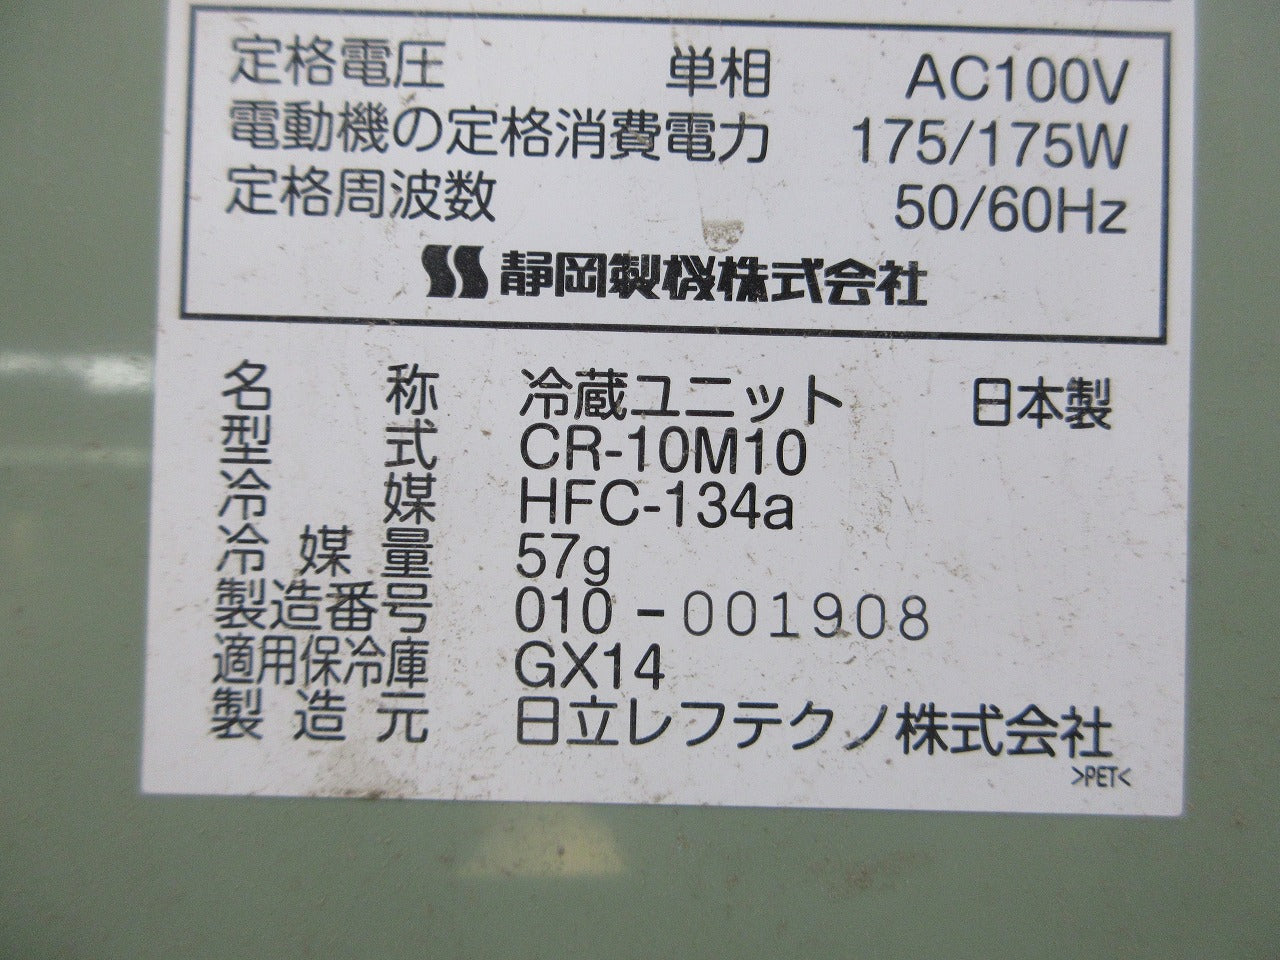 定格電圧 単相 AC100V
電動機の定格消費電力 175/175W
定格周波数 50/60Hz
静岡製機株式会社
名称 冷蔵ユニット 日本製
型式 CR-10M10
冷媒 HFC-134a
冷媒量 57g
製造番号 010-001908
適用保冷庫 GX14
製造元 日立レフテクノ株式会社
>PET<